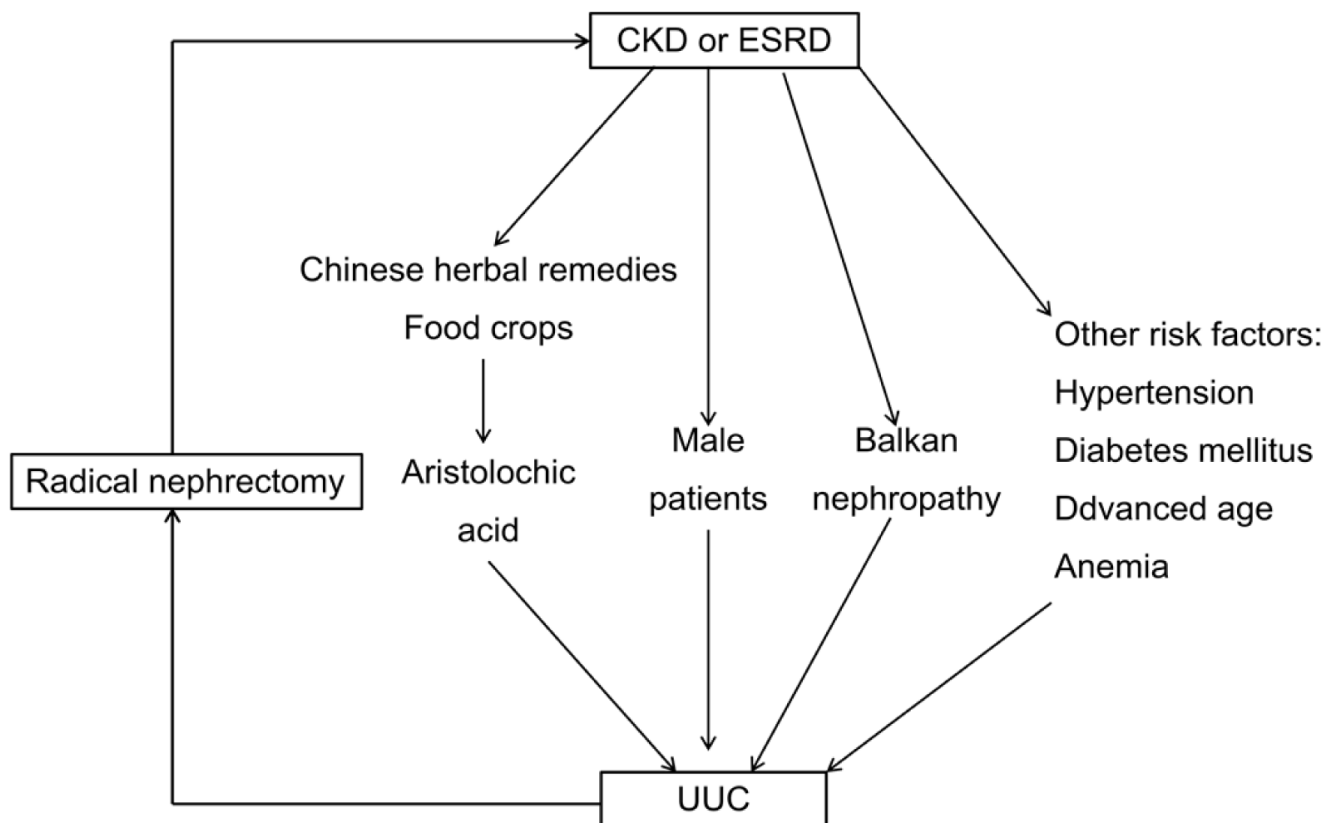 CKD or ESRD
Chinese herbal remedies
Food crops
Other risk factors:
Hypertension
Diabetes mellitus
Ddvanced age
Anemia
Male
patients
Balkan
nephropathy
Aristolochic
acid
Radical nephrectomy
UUC